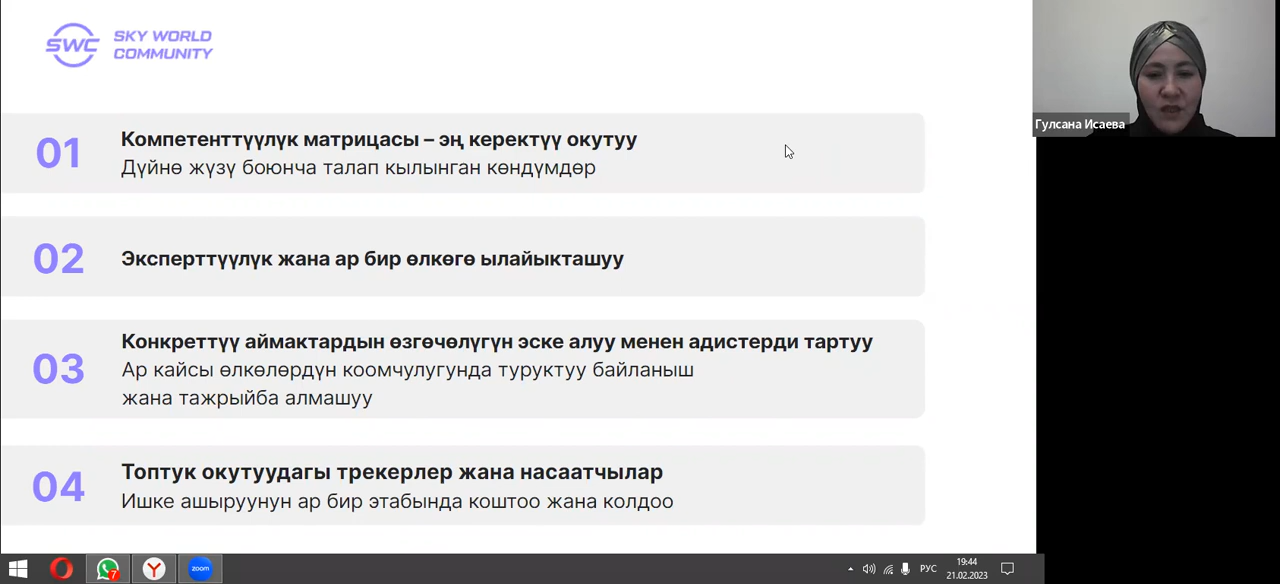 SWC
SKY WORLD
COMMUNITY
Гулсана Исаева
01
Компетенттүүлүк матрицасы – эң керектүү окутуу
Дүйнө жүзү боюнча талап кылынган көндүмдөр
02
Эксперттүүлүк жана ар бир өлкөгө ылайыкташуу
03
Конкреттүү аймактардын өзгөчөлүгүн эске алуу менен адистерди тартуу
Ар кайсы өлкөлөрдүн коомчулугунда туруктуу байланыш
жана тажрыйба алмашуу
04
Топтук окутуудагы трекерлер жана насаатчылар
Ишке ашыруунун ар бир этабында коштоо жана колдоо
7
Y
zoom
РУС
19:44
21.02.2023